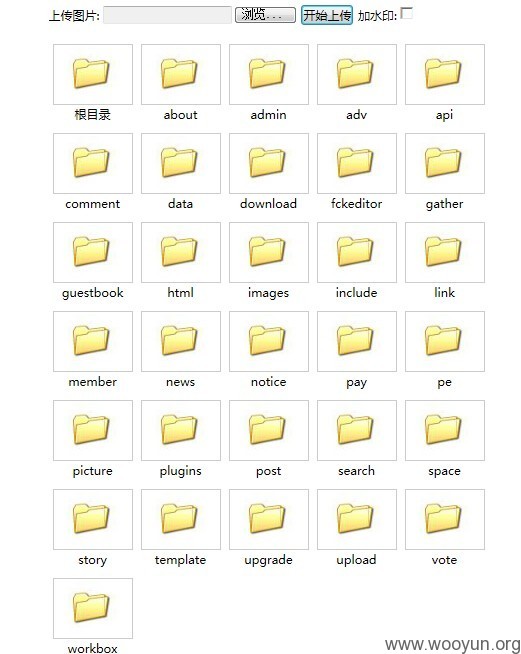 上传图片: 浏览... 开始上传 加水印:
根目录 about admin adv api
comment data download fckeditor gather
guestbook html images include link
member news notice pay pe
picture plugins post search space
story template upgrade upload vote
workbox
www.wooyun.org